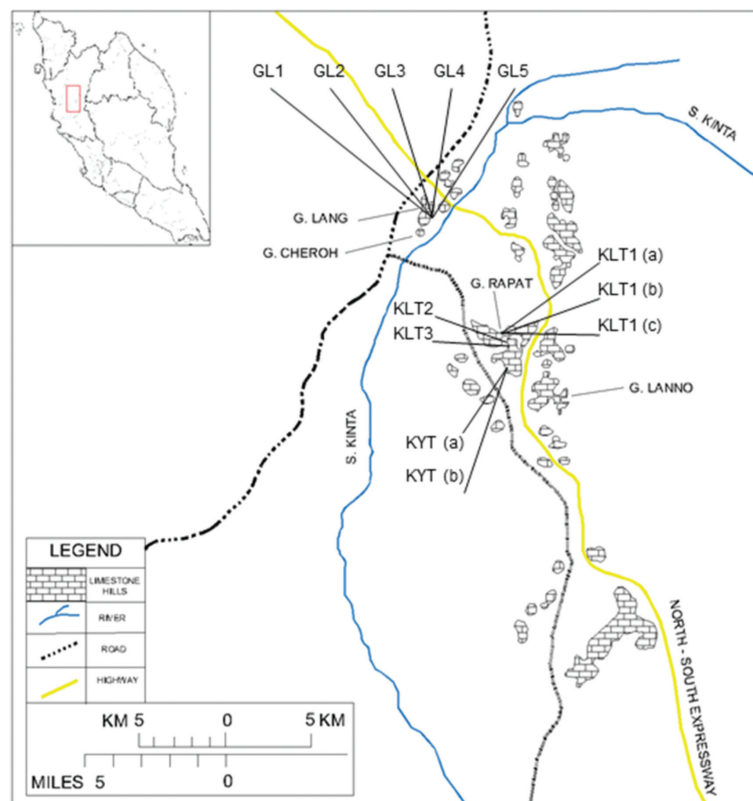 GL1 GL2 GL3 GL4 GL5
S. KINTA
G. LANG
G. CHEROH
KLT1 (a)
G. RAPAT
KLT1 (b)
KLT2
KLT1 (c)
KLT3
G. LANNO
S. KINTA
KYT (a)
KYT (b)
LEGEND
LIMESTONE
HILLS
RIVER
ROAD
HIGHWAY
NORTH - SOUTH EXPRESSWAY
KM 5 0 5 KM
MILES 5 0